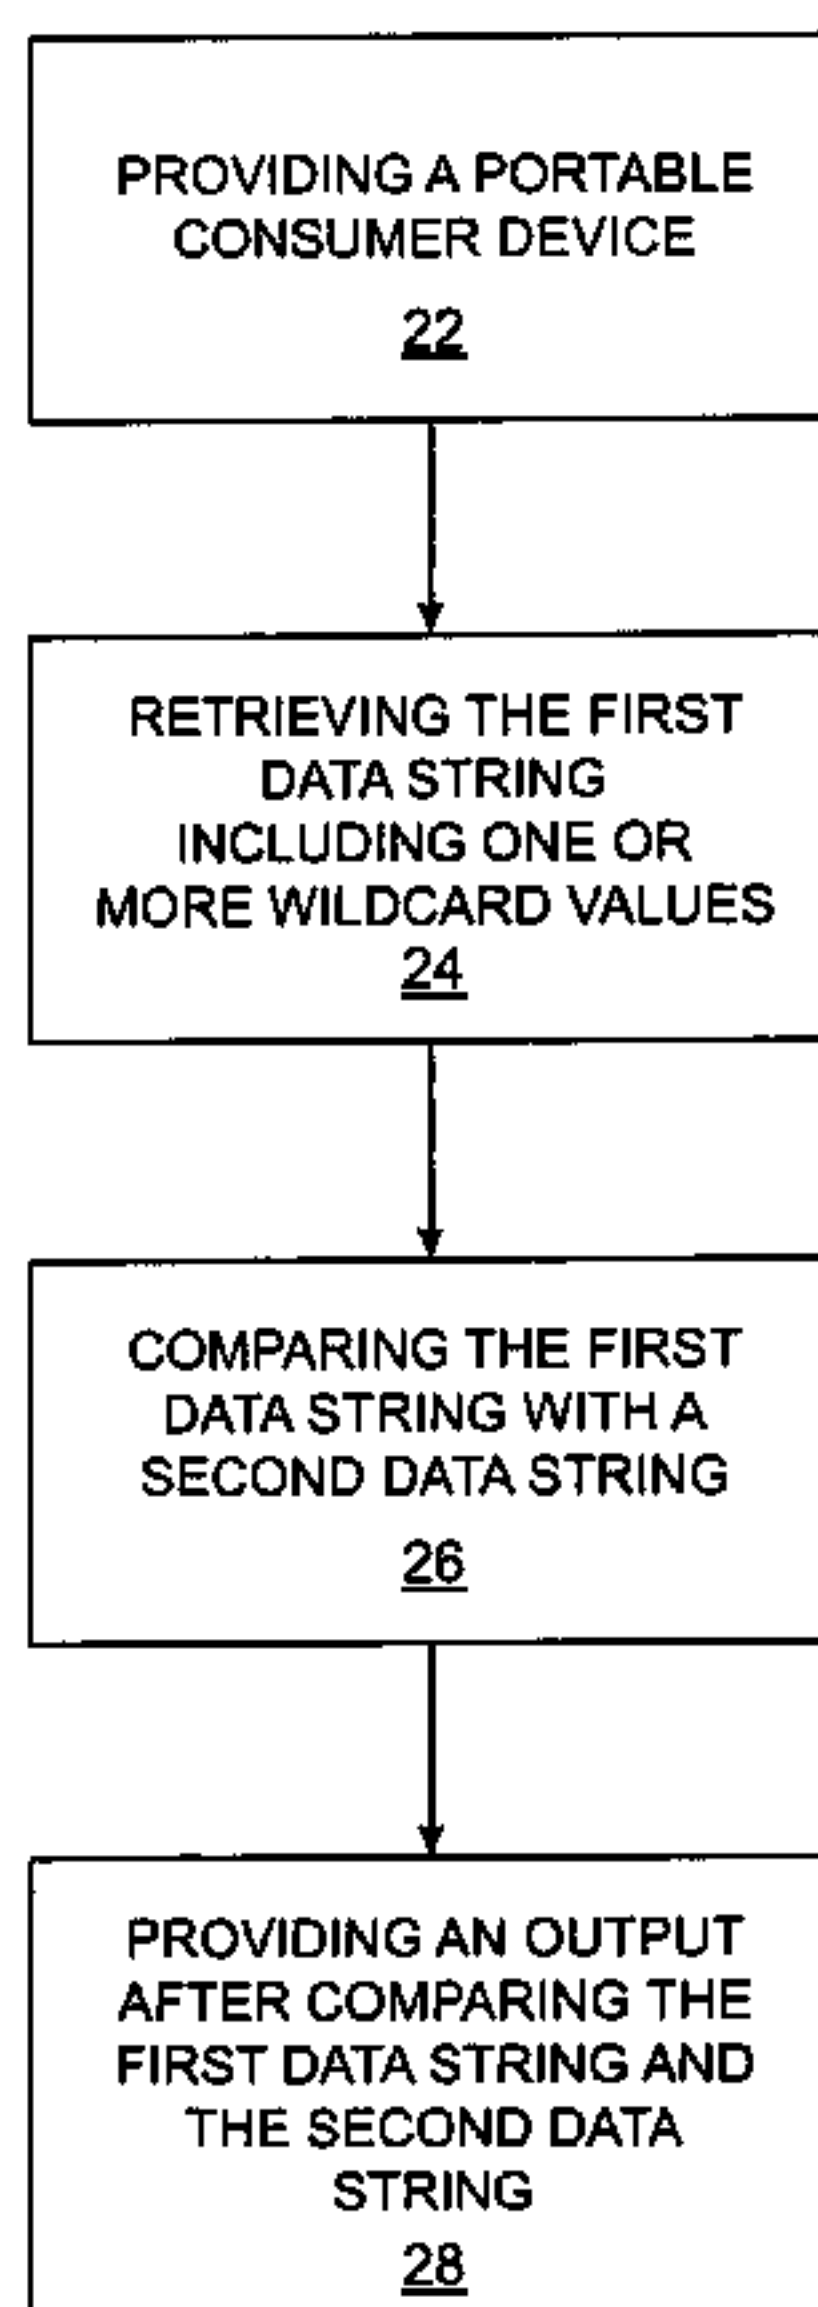 PROVIDING A PORTABLE
CONSUMER DEVICE
22
RETRIEVING THE FIRST
DATA STRING
INCLUDING ONE OR
MORE WILDCARD VALUES
24
COMPARING THE FIRST
DATA STRING WITH A
SECOND DATA STRING
26
PROVIDING AN OUTPUT
AFTER COMPARING THE
FIRST DATA STRING AND
THE SECOND DATA
STRING
28